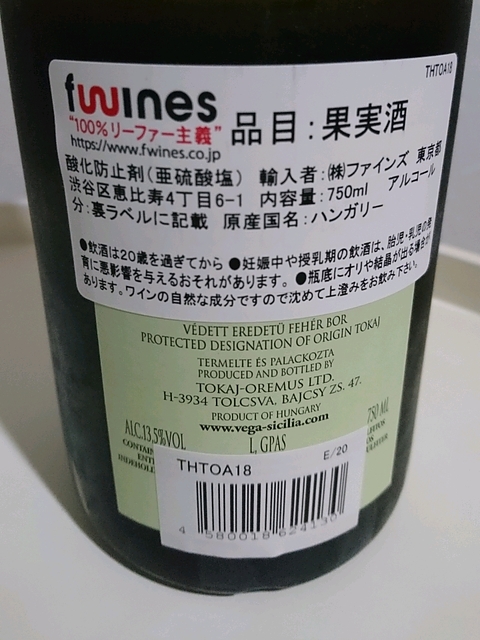 THTOA18
fwines
"100%リーファー主義"
https://www.fwines.co.jp
品目:果実酒
酸化防止剤(亜硫酸塩) 輸入者:㈱ファインズ 東京都
渋谷区恵比寿4丁目6-1 内容量:750ml アルコール
分:裏ラベルに記載 原産国名:ハンガリー
●飲酒は20歳を過ぎてから ●妊娠中や授乳期の飲酒は、胎児・乳児の発
育に悪影響を与えるおそれがあります。 ●瓶底にオリや結晶が出る場合が
あります。ワインの自然な成分ですので沈めて上澄みをお飲み下さい。
VÉDETT EREDETŰ FEHÉR BOR
PROTECTED DESIGNATION OF ORIGIN TOKAJ
TERMELTE ÉS PALACKOZTA
PRODUCED AND BOTTLED BY
TOKAJ-OREMUS LTD.
H-3934 TOLCSVA, BAJCSY ZS. 47.
PRODUCT OF HUNGARY
www.vega-sicilia.com
ALC.13,5%VOL
750 ML
L, GPAS
THTOA18
E/20
4 580018 624130